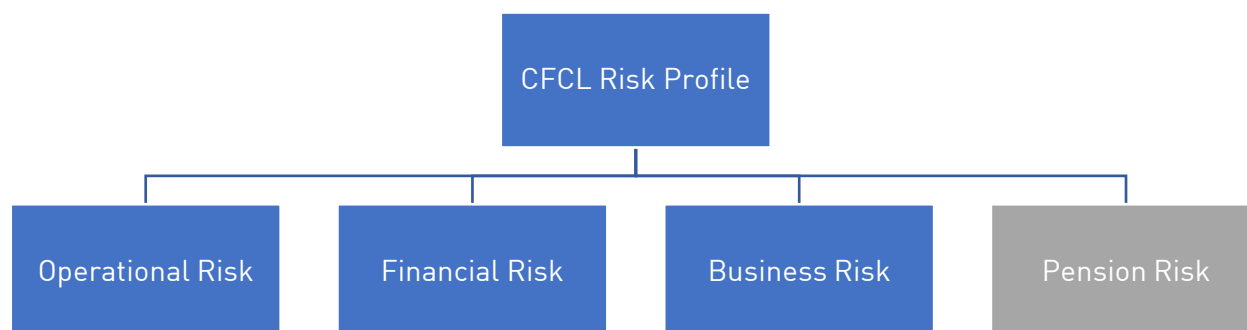 CFCL Risk Profile
Operational Risk
Financial Risk
Business Risk
Pension Risk